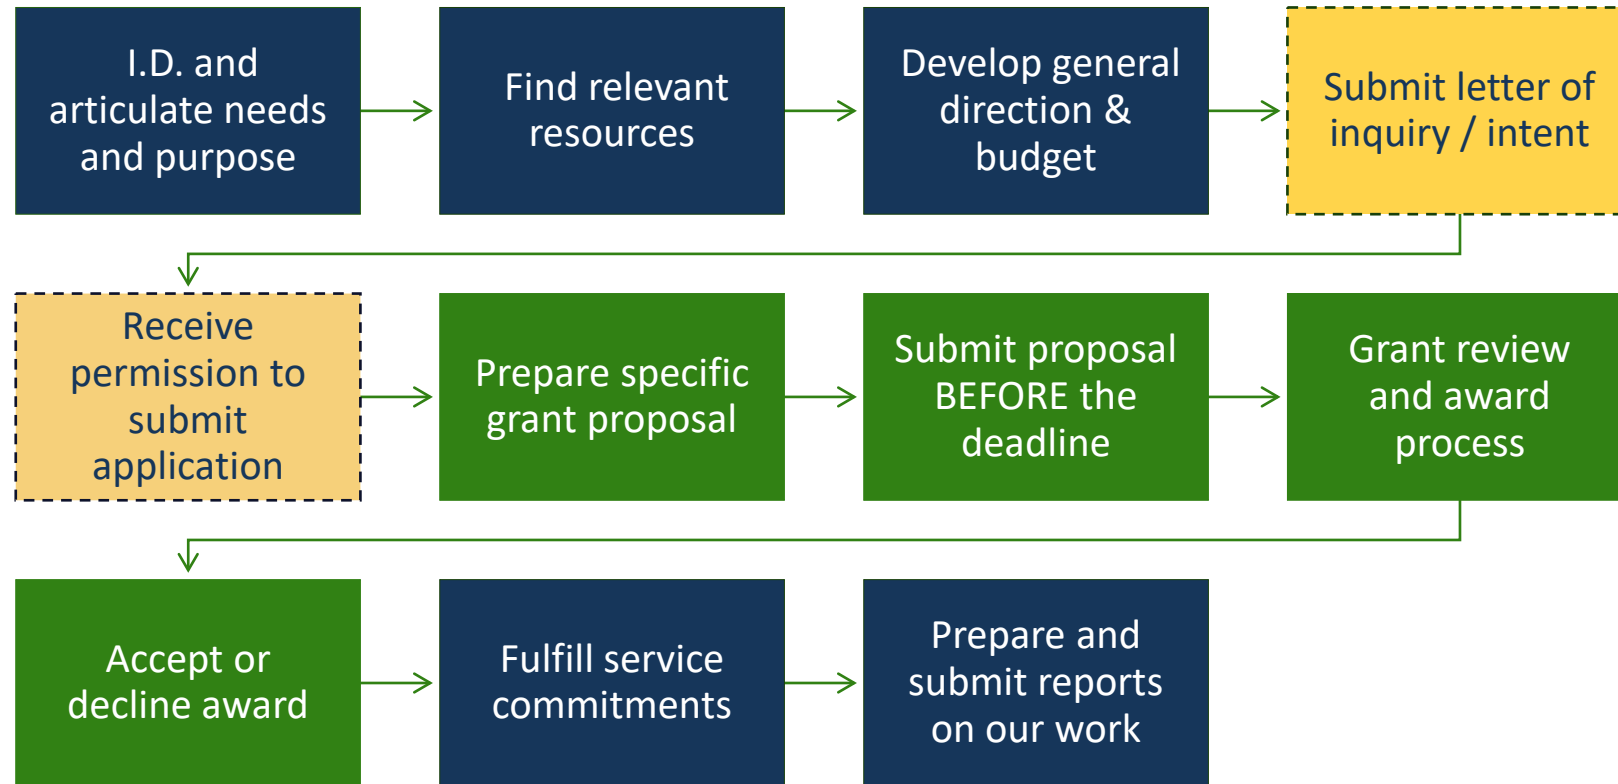 I.D. and
articulate needs
and purpose
Find relevant
resources
Develop general
direction &
budget
Submit letter of
inquiry / intent
Receive
permission to
submit
application
Prepare specific
grant proposal
Submit proposal
BEFORE the
deadline
Grant review
and award
process
Accept or
decline award
Fulfill service
commitments
Prepare and
submit reports
on our work